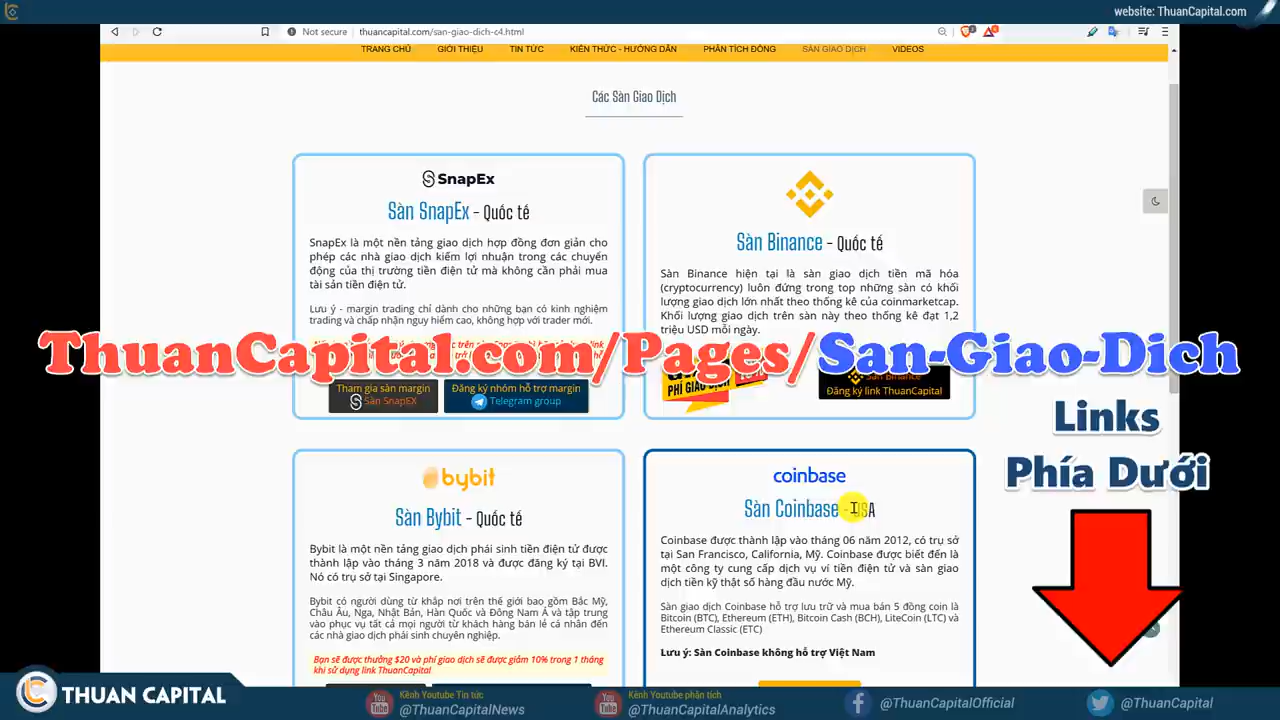 website: ThuanCapital.com
Not secure
thuancapital.com/san-giao-dich-c4.html
TRANG CHỦ
GIỚI THIỆU
TIN TỨC
KIẾN THỨC - HƯỚNG DẪN
PHÂN TÍCH ĐỒNG
SÀN GIAO DỊCH
VIDEOS
Các Sàn Giao Dịch
SnapEx
Sàn SnapEx - Quốc tế
SnapEx là một nền tảng giao dịch hợp đồng đơn giản cho
phép các nhà giao dịch kiếm lợi nhuận trong các chuyển
động của thị trường tiền điện tử mà không cần phải mua
tài sản tiền điện tử.
Lưu ý - margin trading chỉ dành cho những bạn có kinh nghiệm
trading và chấp nhận nguy hiểm cao, không hợp với trader mới.
Tham gia sàn margin
Sàn SnapEX
Đăng ký nhóm hỗ trợ margin
Telegram group
Sàn Binance - Quốc tế
Sàn Binance hiện tại là sàn giao dịch tiền mã hóa
(cryptocurrency) luôn đứng trong top những sàn có khối
lượng giao dịch lớn nhất theo thống kê của coinmarketcap.
Khối lượng giao dịch trên sàn này theo thống kê đạt 1,2
triệu USD mỗi ngày.
PHÍ GIAO DỊCH
Sàn Binance
Đăng ký link ThuanCapital
ThuanCapital.com/Pages/San-Giao-Dich
Links
Phía Dưới
bybit
Sàn Bybit - Quốc tế
Bybit là một nền tảng giao dịch phái sinh tiền điện tử được
thành lập vào tháng 3 năm 2018 và được đăng ký tại BVI.
Nó có trụ sở tại Singapore.
Bybit có người dùng từ khắp nơi trên thế giới bao gồm Bắc Mỹ,
Châu Âu, Nga, Nhật Bản, Hàn Quốc và Đông Nam Á và tập trung
vào phục vụ tất cả mọi người từ khách hàng bán lẻ cá nhân đến
các nhà giao dịch phái sinh chuyên nghiệp.
Bạn sẽ được thưởng $20 và phí giao dịch sẽ được giảm 10% trong 1 tháng
khi sử dụng link ThuanCapital
coinbase
Sàn Coinbase - USA
Coinbase được thành lập vào tháng 06 năm 2012, có trụ sở
tại San Francisco, California, Mỹ. Coinbase được biết đến là
một công ty cung cấp dịch vụ ví tiền điện tử và sàn giao
dịch tiền kỹ thuật số hàng đầu nước Mỹ.
Sàn giao dịch Coinbase hỗ trợ lưu trữ và mua bán 5 đồng coin là
Bitcoin (BTC), Ethereum (ETH), Bitcoin Cash (BCH), LiteCoin (LTC) và
Ethereum Classic (ETC)
Lưu ý: Sàn Coinbase không hỗ trợ Việt Nam
THUAN CAPITAL
Kênh Youtube Tin tức
@ThuanCapitalNews
Kênh Youtube phân tích
@ThuanCapitalAnalytics
@ThuanCapitalOfficial
@ThuanCapital